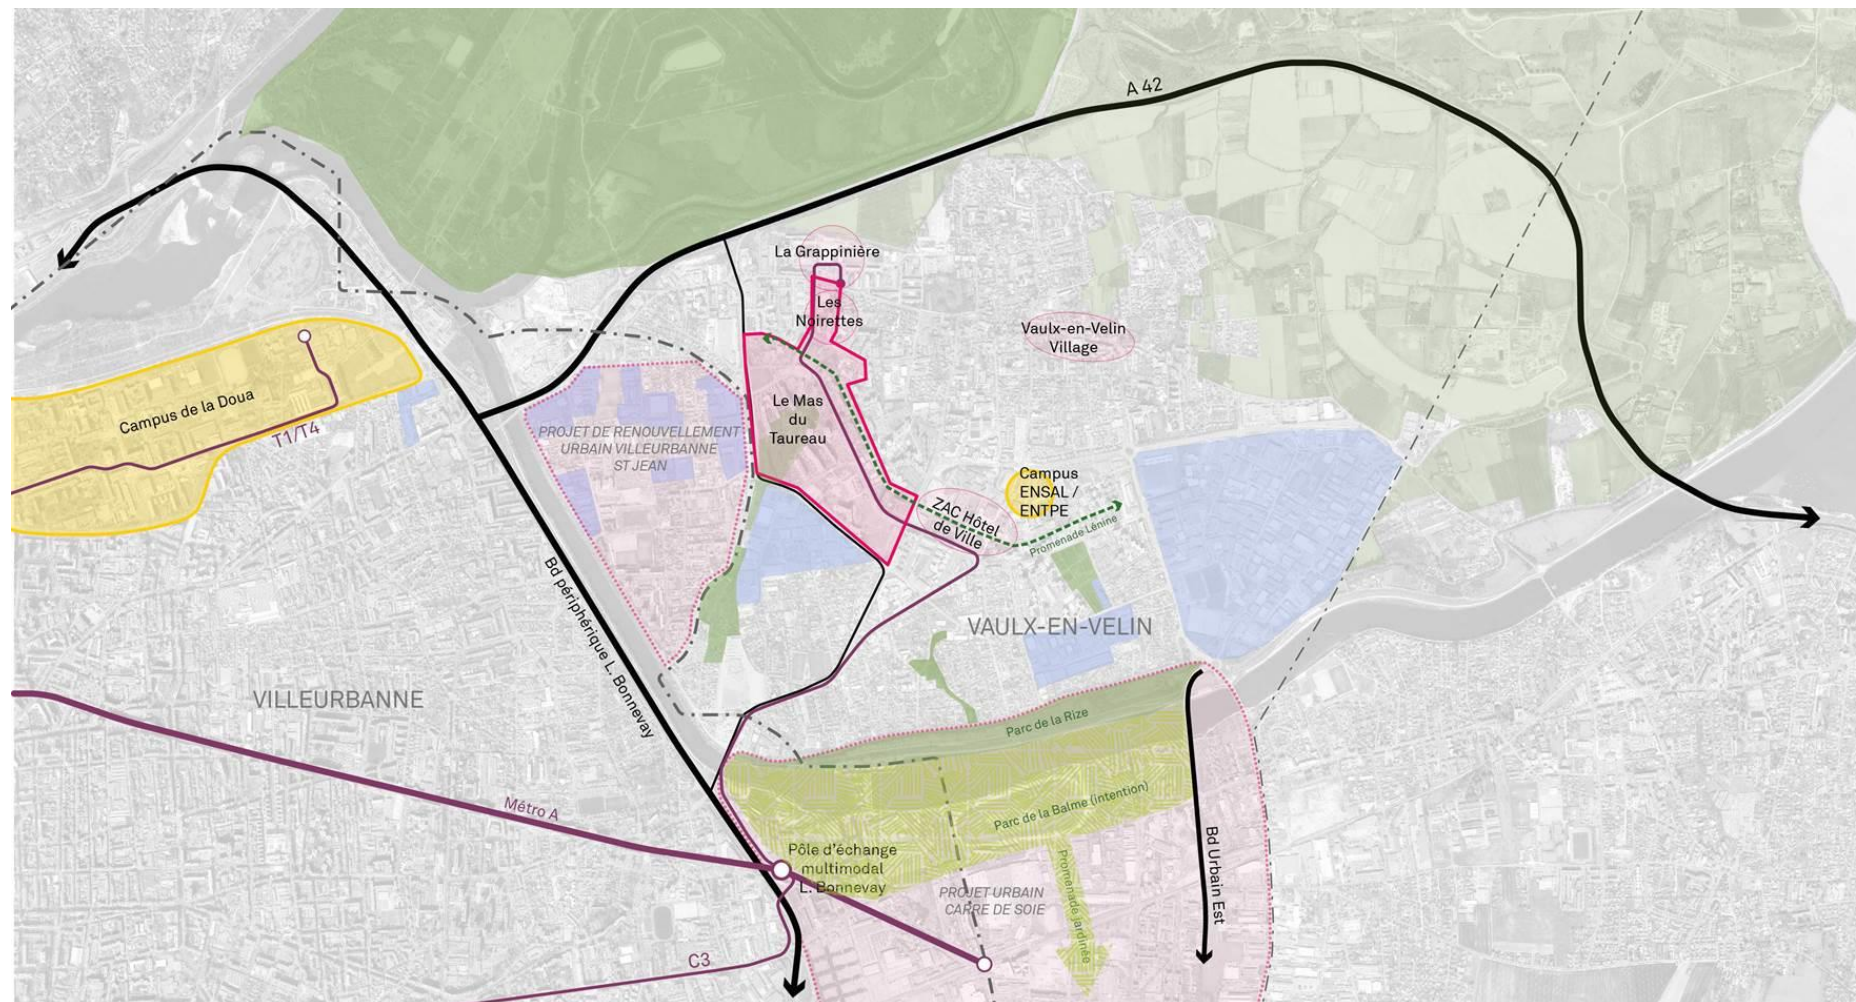 A 42
La Grappinière
Les
Noirettes
Vaulx-en-Velin
Village
Campus de la Doua
T1/T4
Le Mas
du
Taureau
PROJET DE RENOUVELLEMENT
URBAIN VILLEURBANNE
ST JEAN
Campus
ENSAL /
ENTPE
ZAC Hôtel
de Ville
Promenade Lénine
Bd périphérique L. Bonnevay
VAULX-EN-VELIN
VILLEURBANNE
Parc de la Rize
Parc de la Balme (intention)
Métro A
Pôle d'échange
multimodal
L. Bonnevay
PROJET URBAIN
CARRE DE SOIE
Promenade jardinée
Bd Urbain Est
C3